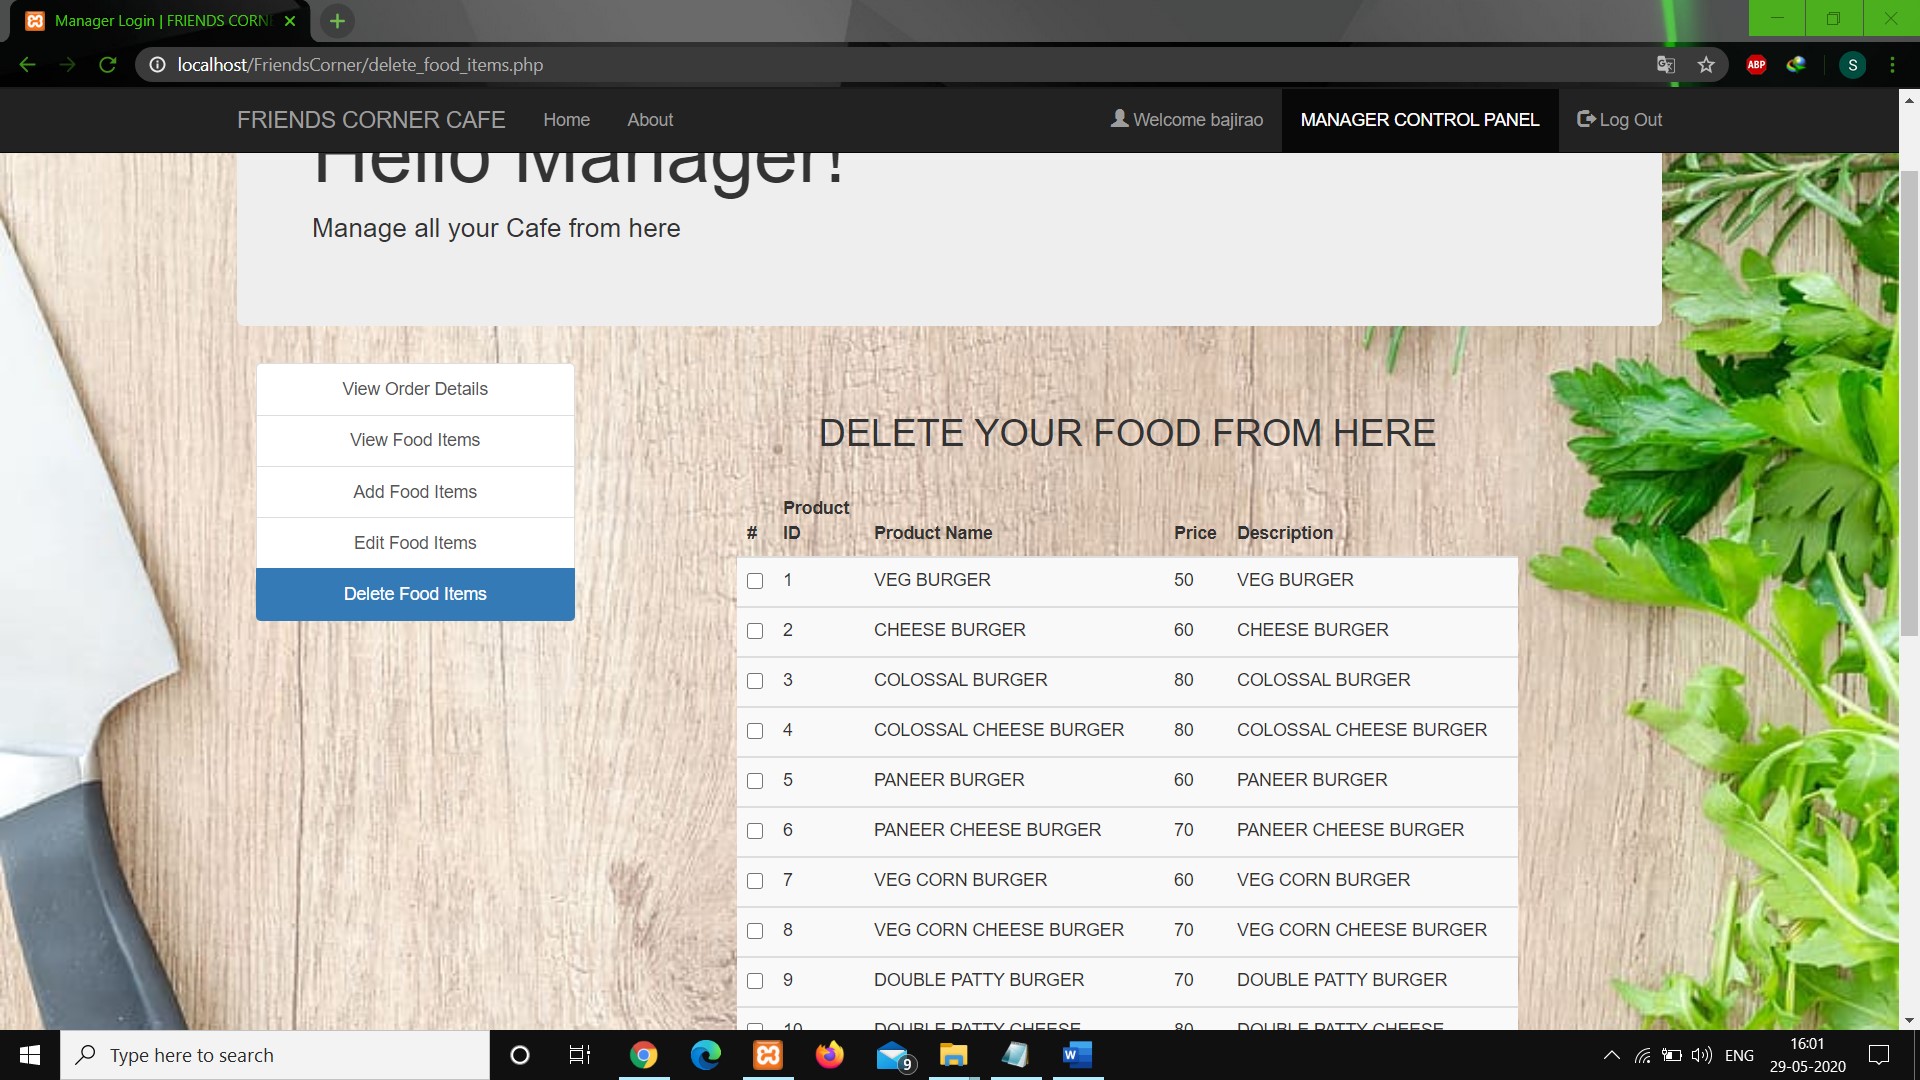 Manager Login | FRIENDS CORN
localhost/FriendsCorner/delete_food_items.php
ABP
S
FRIENDS CORNER CAFE Home About Welcome bajirao MANAGER CONTROL PANEL Log Out
Hello Manager!
Manage all your Cafe from here
View Order Details
View Food Items
Add Food Items
Edit Food Items
Delete Food Items
DELETE YOUR FOOD FROM HERE
# Product ID Product Name Price Description
1 VEG BURGER 50 VEG BURGER
2 CHEESE BURGER 60 CHEESE BURGER
3 COLOSSAL BURGER 80 COLOSSAL BURGER
4 COLOSSAL CHEESE BURGER 80 COLOSSAL CHEESE BURGER
5 PANEER BURGER 60 PANEER BURGER
6 PANEER CHEESE BURGER 70 PANEER CHEESE BURGER
7 VEG CORN BURGER 60 VEG CORN BURGER
8 VEG CORN CHEESE BURGER 70 VEG CORN CHEESE BURGER
9 DOUBLE PATTY BURGER 70 DOUBLE PATTY BURGER
10 DOUBLE PATTY CHEESE 80 DOUBLE PATTY CHEESE
Type here to search
9
W
ENG
16:01
29-05-2020